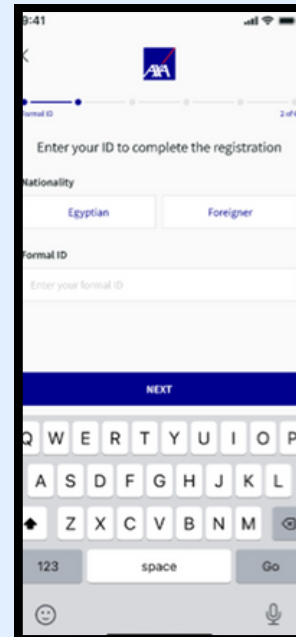 9:41
AXA
Formal ID
2 of 6
Enter your ID to complete the registration
Nationality
Egyptian Foreigner
Formal ID
Enter your formal ID
NEXT
Q W E R T Y U I O P
A S D F G H J K L
Z X C V B N M
123 space Go